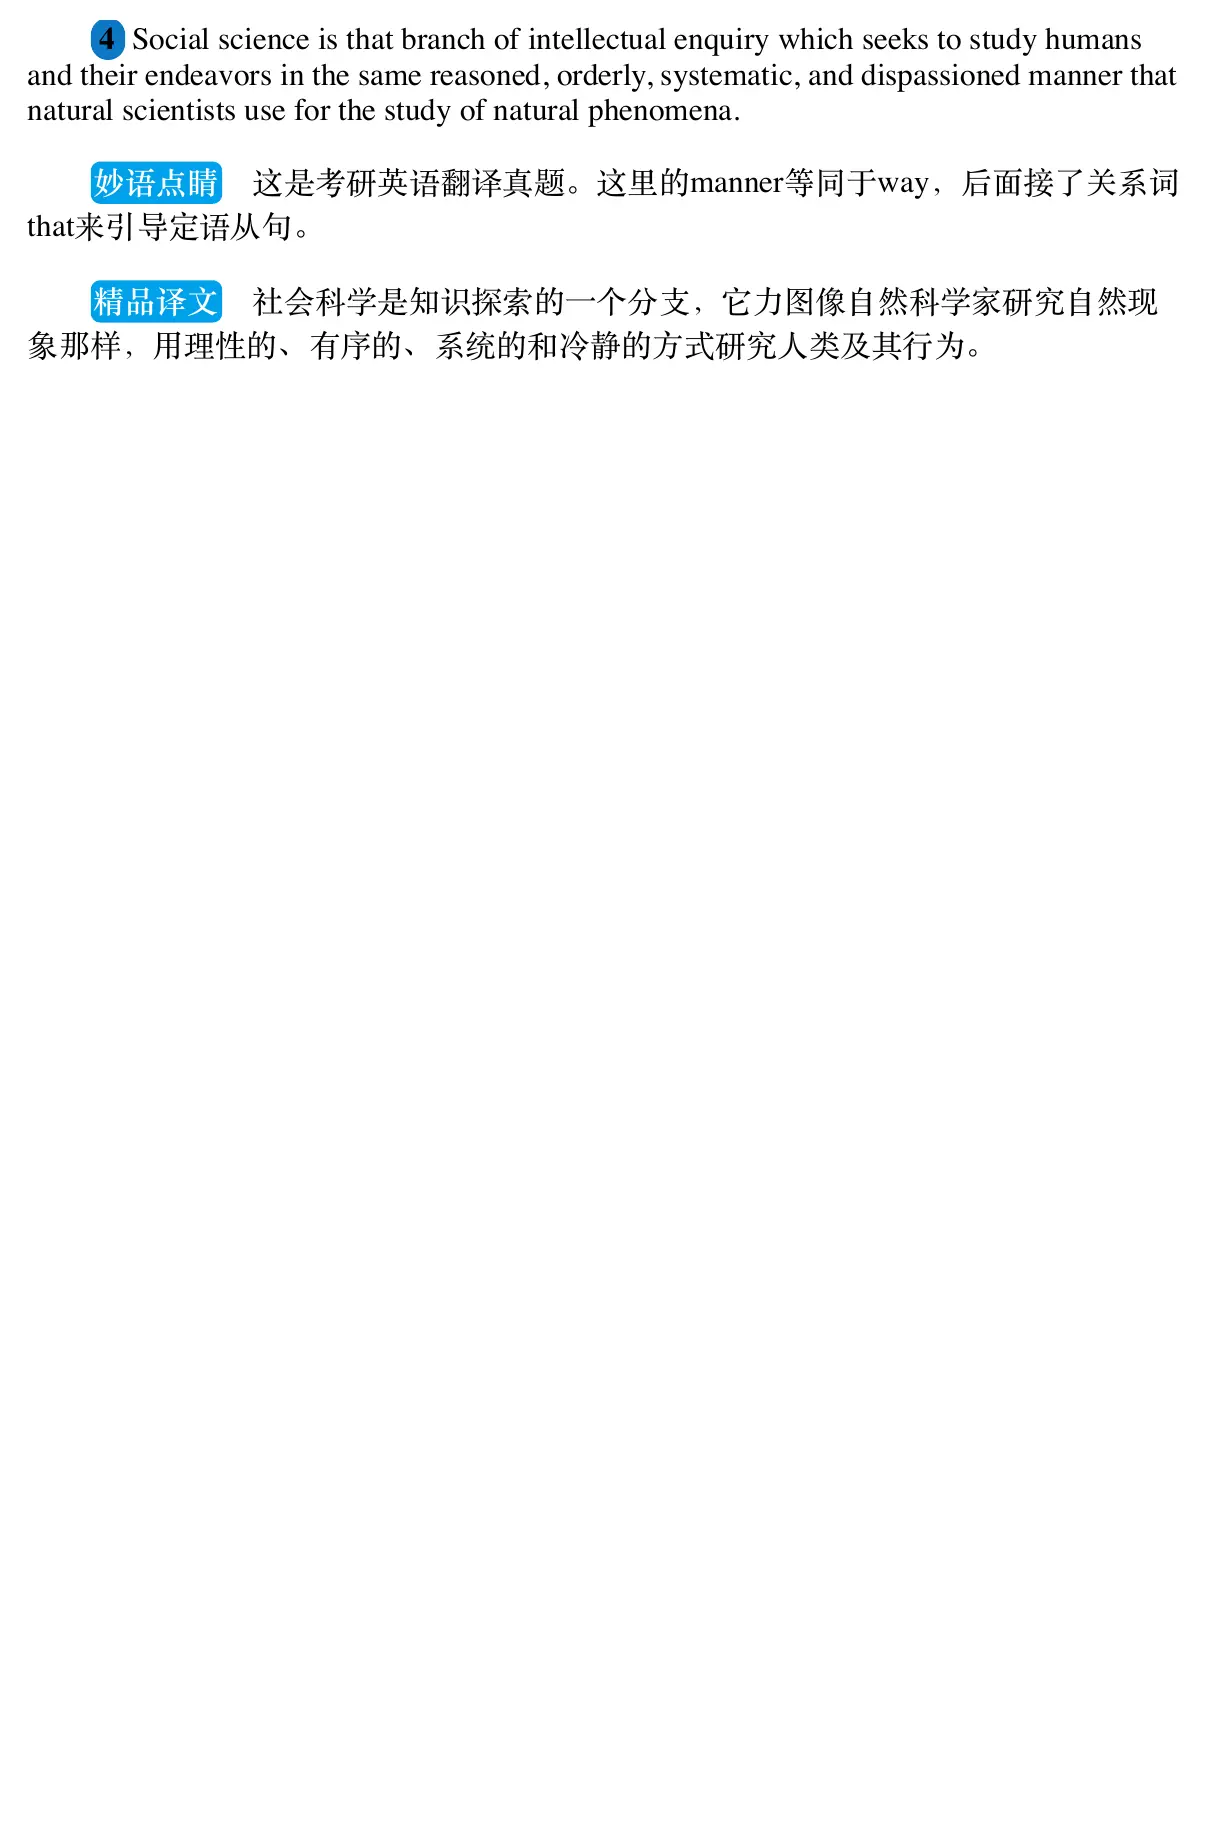 4 Social science is that branch of intellectual enquiry which seeks to study humans
and their endeavors in the same reasoned, orderly, systematic, and dispassioned manner that
natural scientists use for the study of natural phenomena.
妙语点睛 这是考研英语翻译真题。这里的manner等同于way，后面接了关系词
that来引导定语从句。
精品译文 社会科学是知识探索的一个分支，它力图像自然科学家研究自然现
象那样，用理性的、有序的、系统的和冷静的方式研究人类及其行为。